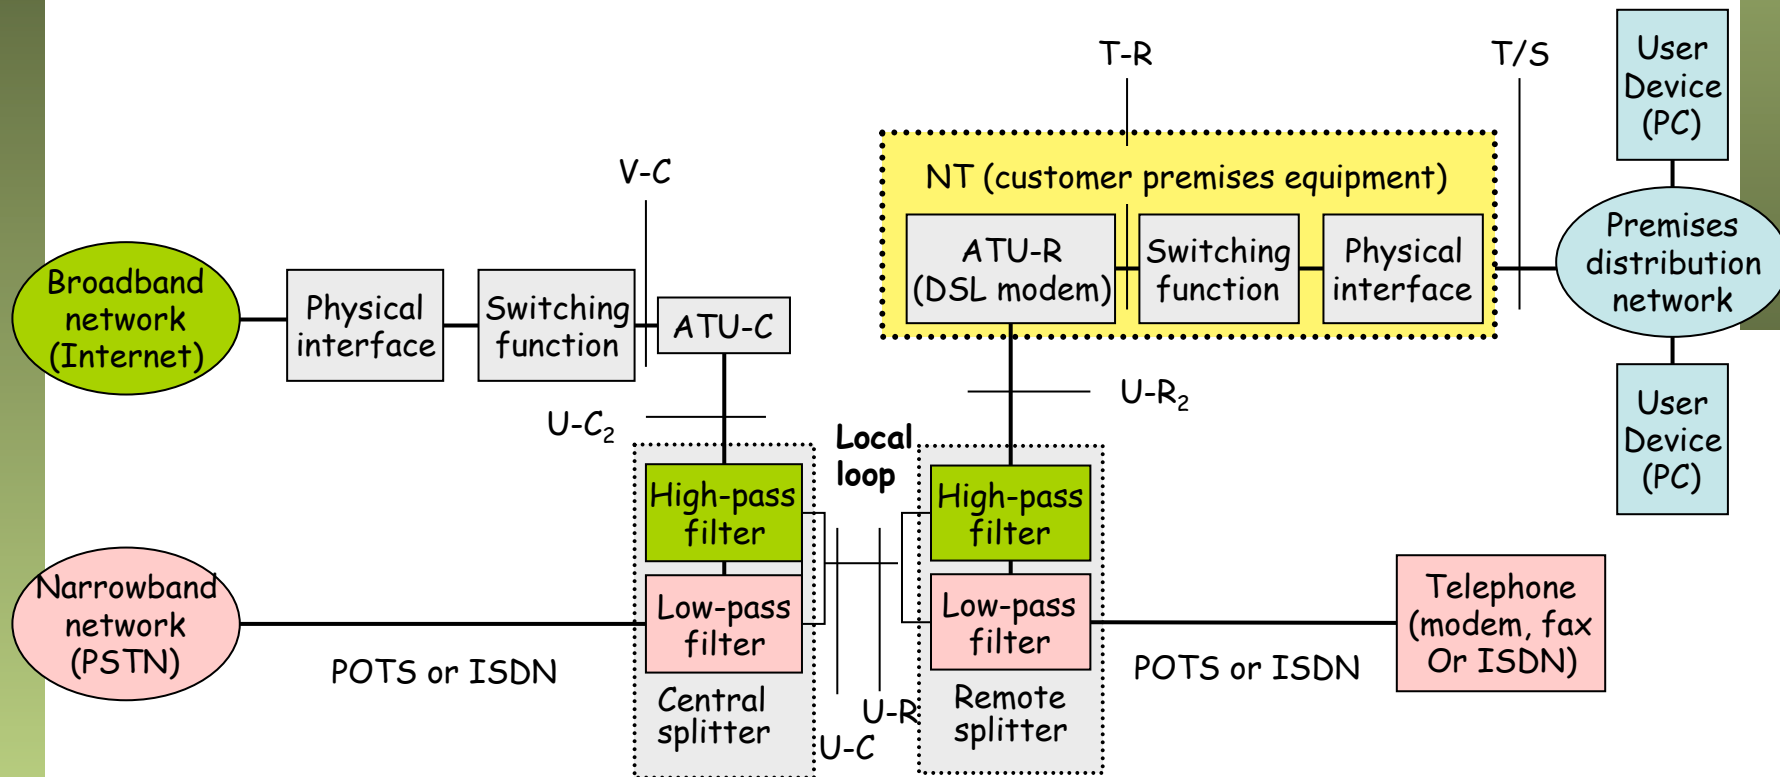 T-R
T/S
User
Device
(PC)
V-C
NT (customer premises equipment)
Broadband
network
(Internet)
Physical
interface
Switching
function
ATU-C
ATU-R
(DSL modem)
Switching
function
Physical
interface
Premises
distribution
network
U-C₂
U-R₂
Local
loop
User
Device
(PC)
High-pass
filter
High-pass
filter
Narrowband
network
(PSTN)
POTS or ISDN
Low-pass
filter
Low-pass
filter
POTS or ISDN
Telephone
(modem, fax
Or ISDN)
Central
splitter
U-R
U-C
Remote
splitter